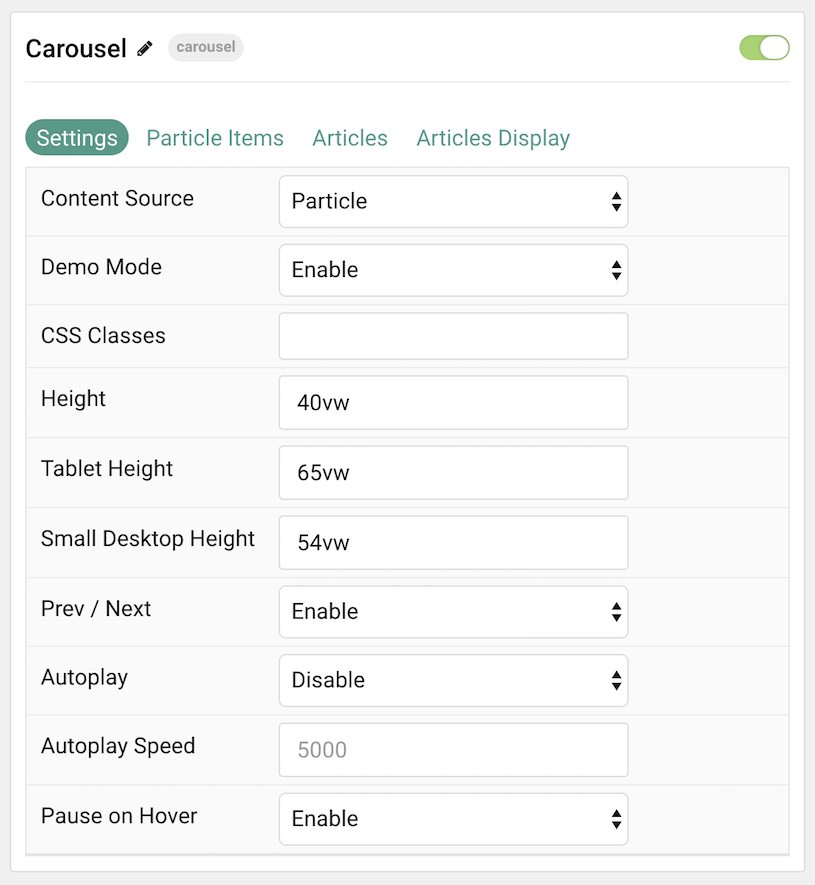 Carousel carousel
Settings Particle Items Articles Articles Display
Content Source Particle
Demo Mode Enable
CSS Classes
Height 40vw
Tablet Height 65vw
Small Desktop Height 54vw
Prev / Next Enable
Autoplay Disable
Autoplay Speed 5000
Pause on Hover Enable